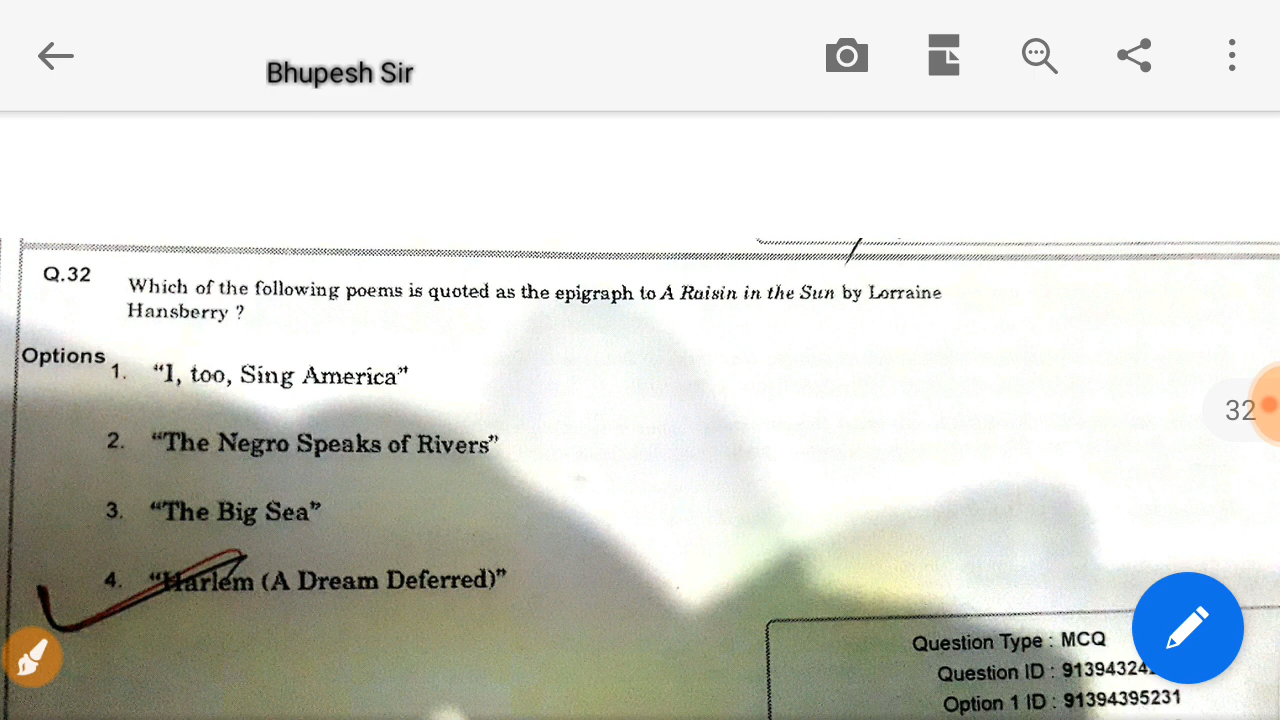 Bhupesh Sir
Q.32 Which of the following poems is quoted as the epigraph to A Raisin in the Sun by Lorraine
Hansberry ?
Options
1. "I, too, Sing America"
2. "The Negro Speaks of Rivers"
3. "The Big Sea"
32
4. "Harlem (A Dream Deferred)"
Question Type : MCQ
Question ID : 91394324
Option 1 ID : 91394395231